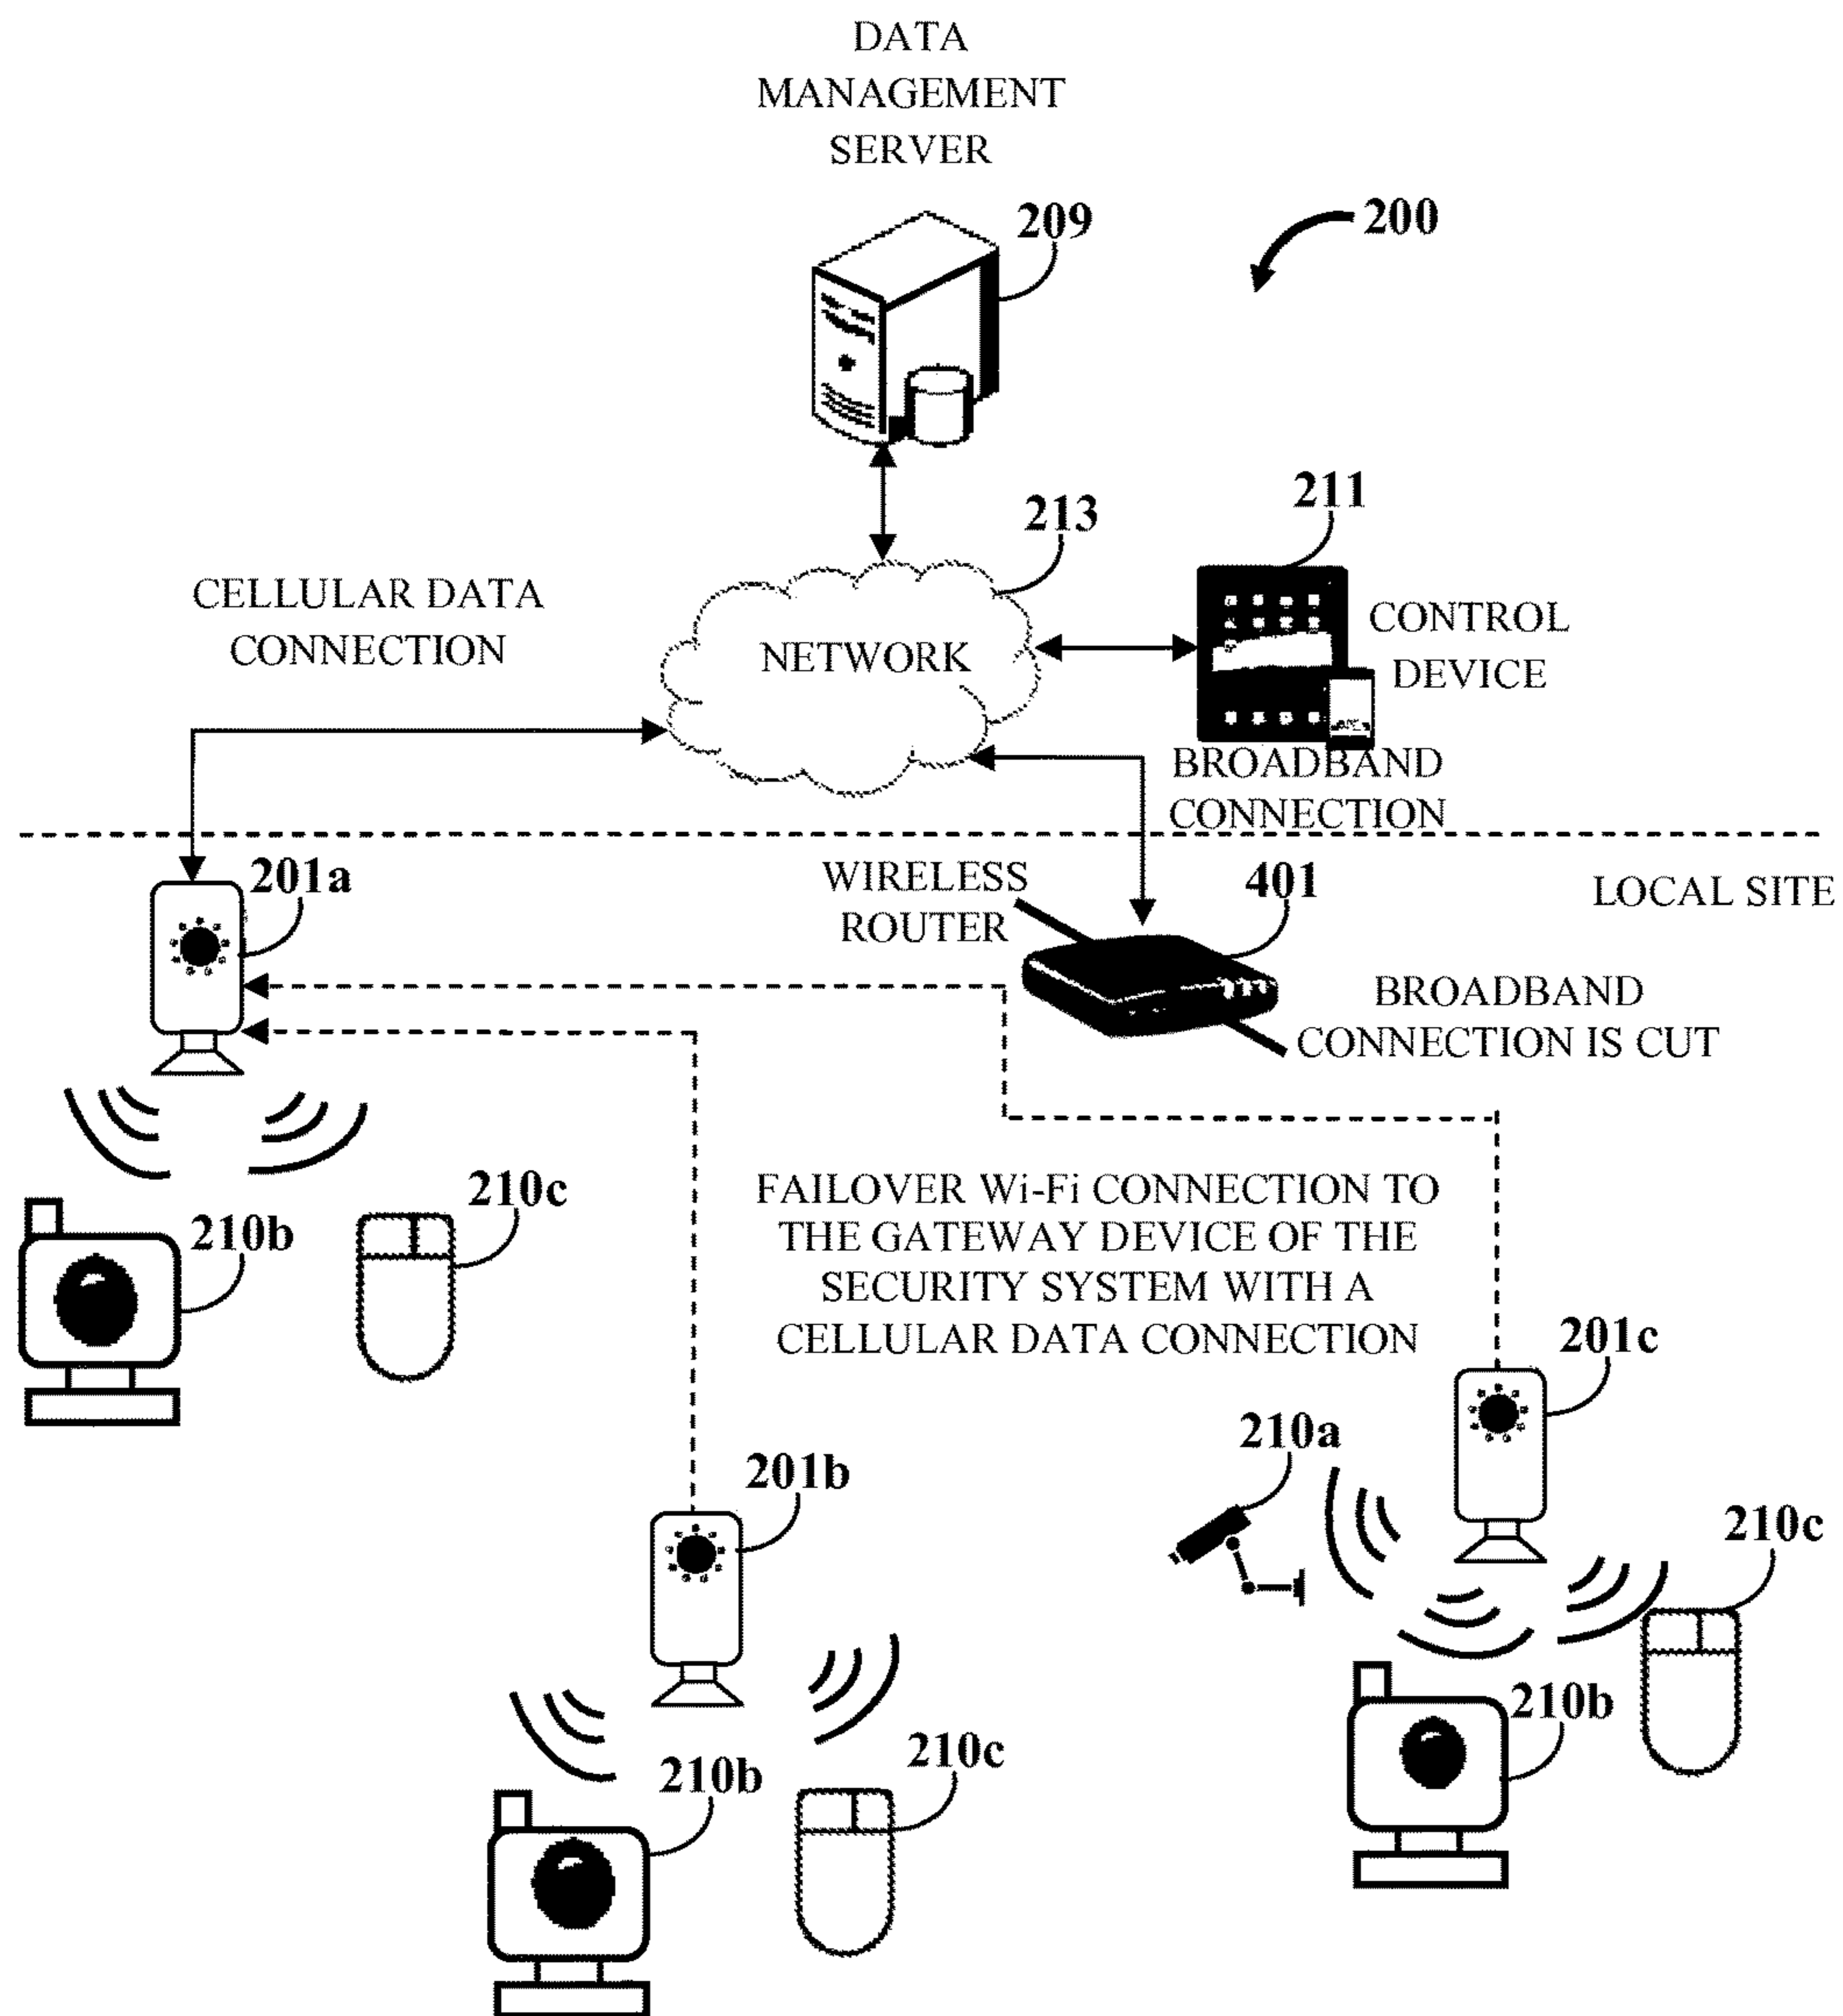 DATA
MANAGEMENT
SERVER
209
200
213
211
CELLULAR DATA
CONNECTION
NETWORK
CONTROL
DEVICE
BROADBAND
CONNECTION
201a
WIRELESS
ROUTER
401
LOCAL SITE
BROADBAND
CONNECTION IS CUT
210b
210c
FAILOVER Wi-Fi CONNECTION TO
THE GATEWAY DEVICE OF THE
SECURITY SYSTEM WITH A
CELLULAR DATA CONNECTION
201c
210a
201b
210c
210b
210b
210c